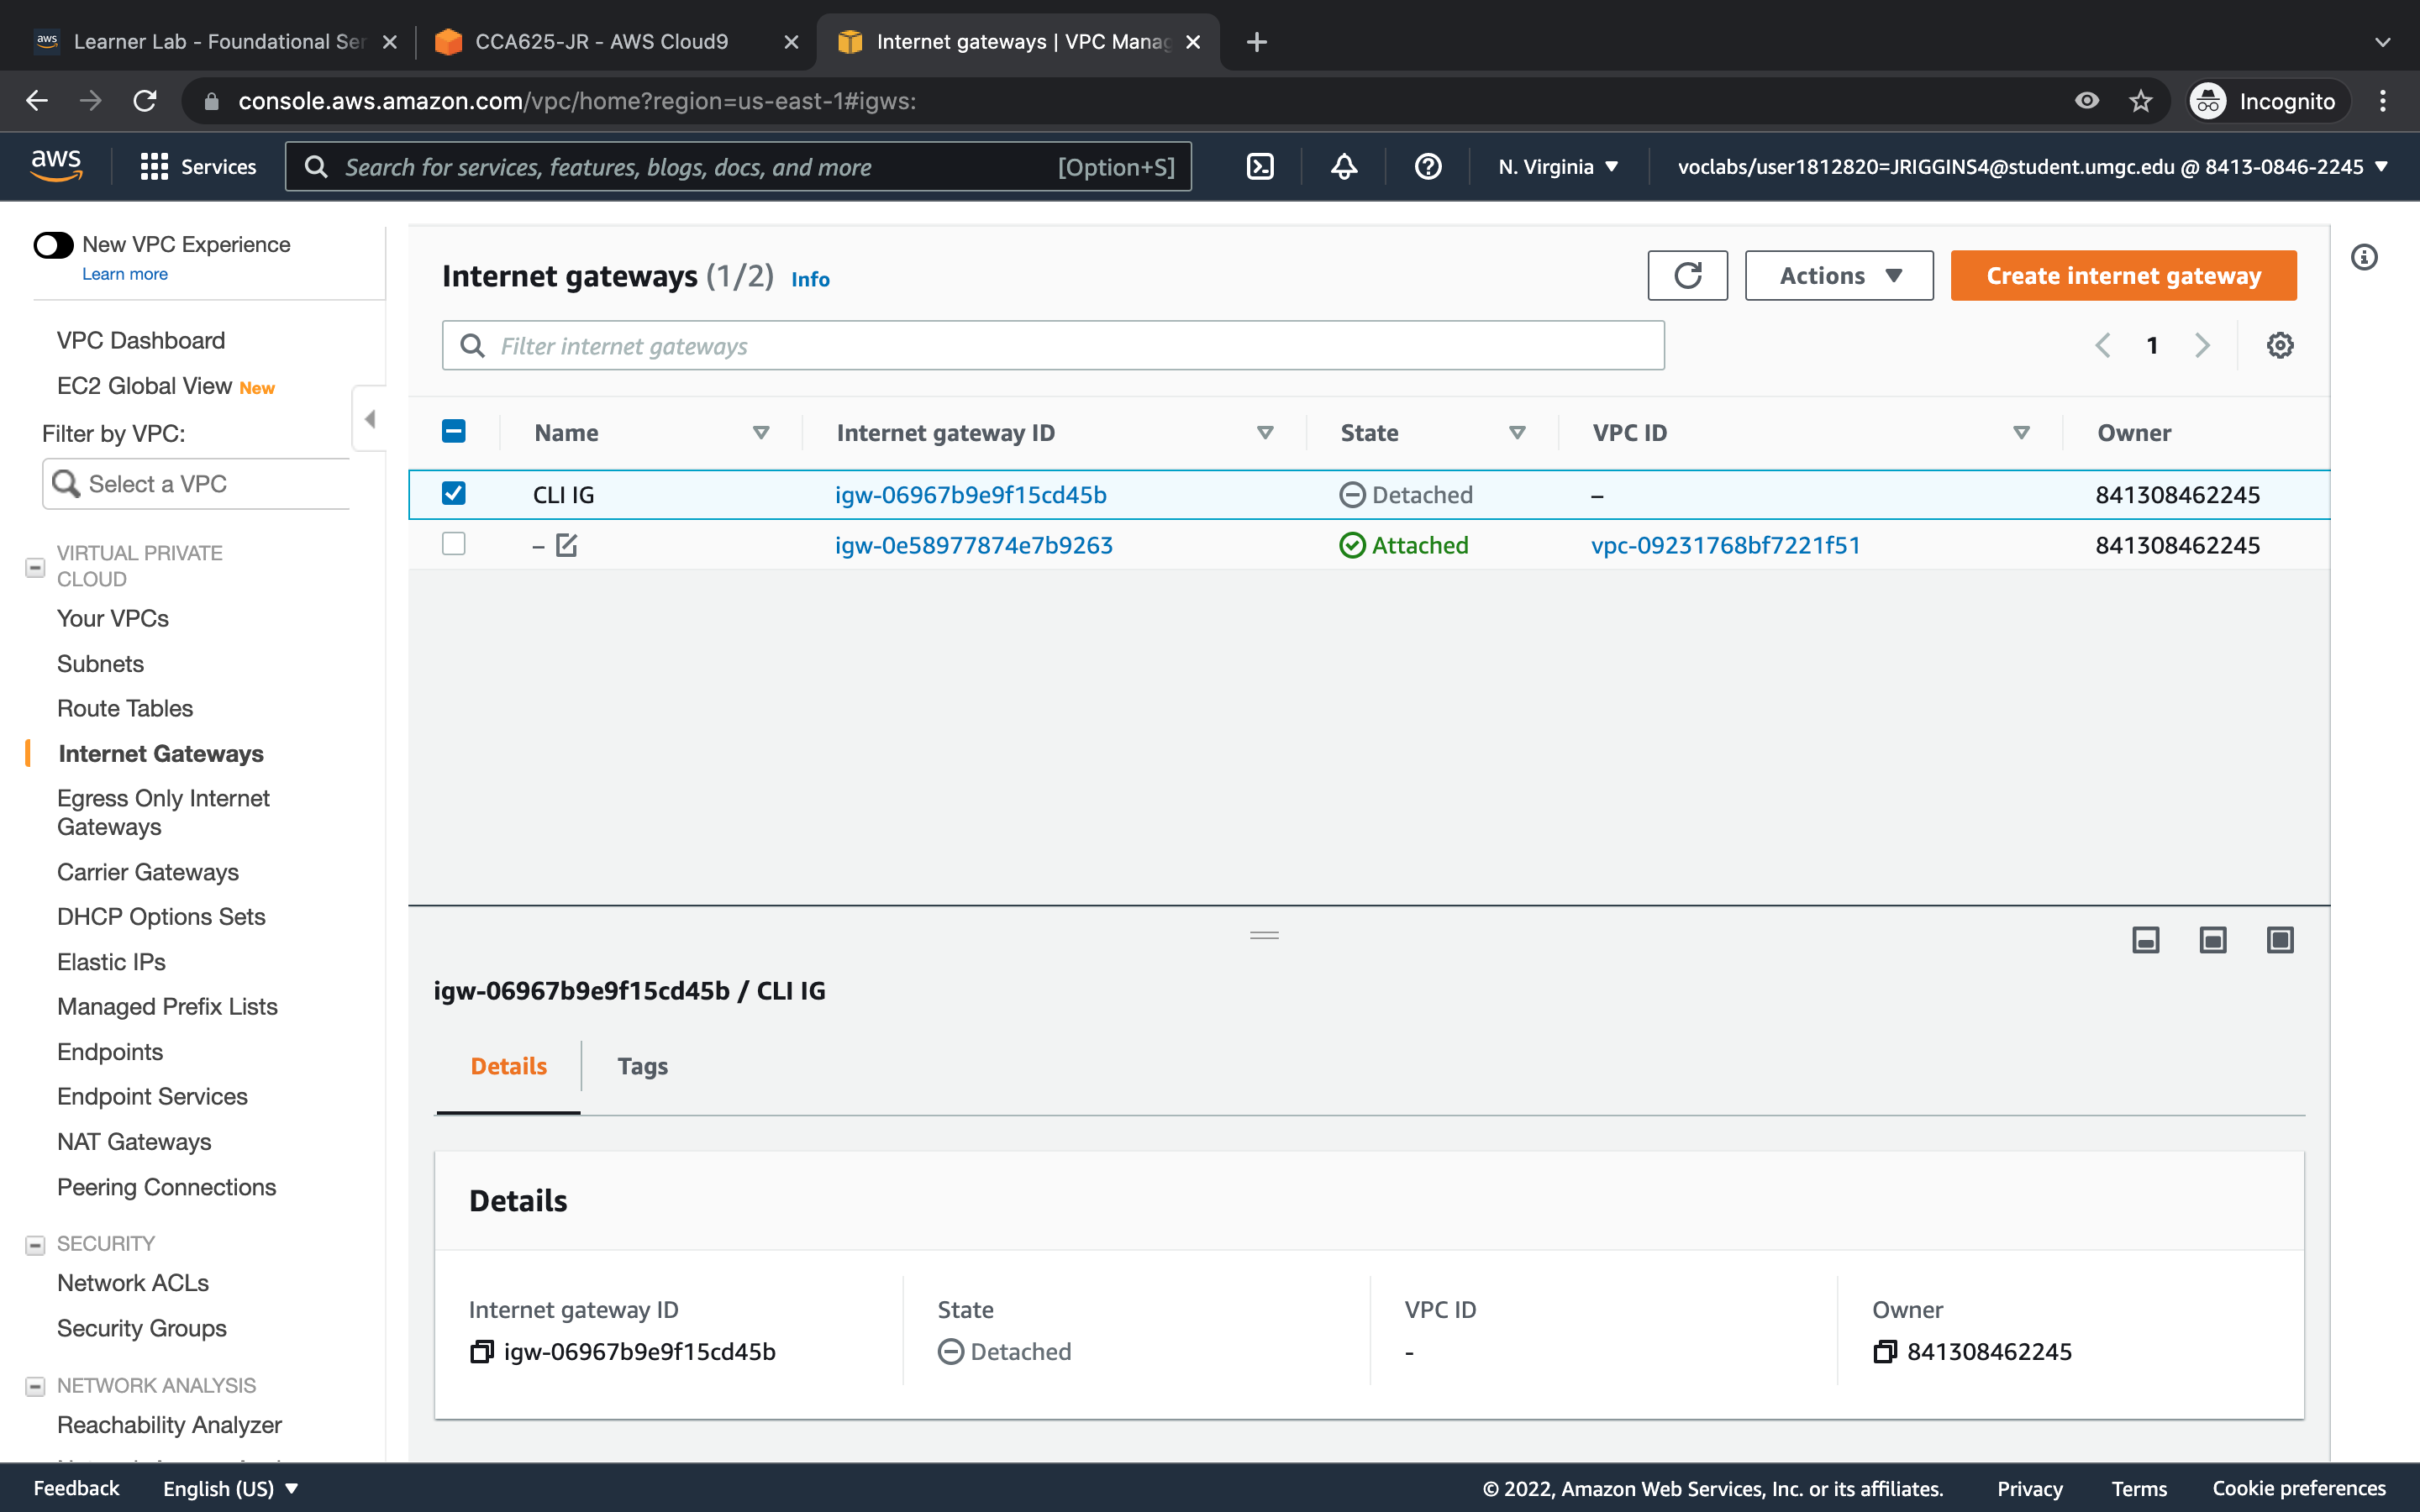 aws Learner Lab - Foundational Ser
CCA625-JR - AWS Cloud9
Internet gateways | VPC Manag
console.aws.amazon.com/vpc/home?region=us-east-1#igws:
Incognito
aws
Services
Search for services, features, blogs, docs, and more [Option+S]
N. Virginia
voclabs/user1812820=JRIGGINS4@student.umgc.edu @ 8413-0846-2245
New VPC Experience
Learn more
VPC Dashboard
EC2 Global View New
Filter by VPC:
Select a VPC
VIRTUAL PRIVATE
CLOUD
Your VPCs
Subnets
Route Tables
Internet Gateways
Egress Only Internet
Gateways
Carrier Gateways
DHCP Options Sets
Elastic IPs
Managed Prefix Lists
Endpoints
Endpoint Services
NAT Gateways
Peering Connections
SECURITY
Network ACLs
Security Groups
NETWORK ANALYSIS
Reachability Analyzer
Internet gateways (1/2) Info
Actions
Create internet gateway
Filter internet gateways
1
Name Internet gateway ID State VPC ID Owner
CLI IG igw-06967b9e9f15cd45b Detached – 841308462245
– igw-0e58977874e7b9263 Attached vpc-09231768bf7221f51 841308462245
igw-06967b9e9f15cd45b / CLI IG
Details Tags
Details
Internet gateway ID State VPC ID Owner
igw-06967b9e9f15cd45b Detached - 841308462245
Feedback English (US)
© 2022, Amazon Web Services, Inc. or its affiliates. Privacy Terms Cookie preferences